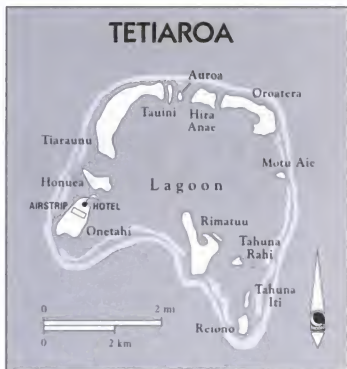 TETIAROA
Auroa
Oroatera
Tauini
Hira
Anae
Tiaraunu
Motu Aie
Honuea
Lagoon
AIRSTRIP
HOTEL
Rimatuu
Onetahi
Tahuna
Rahi
Tahuna
Iti
0 2 mi
0 2 km
Reiono